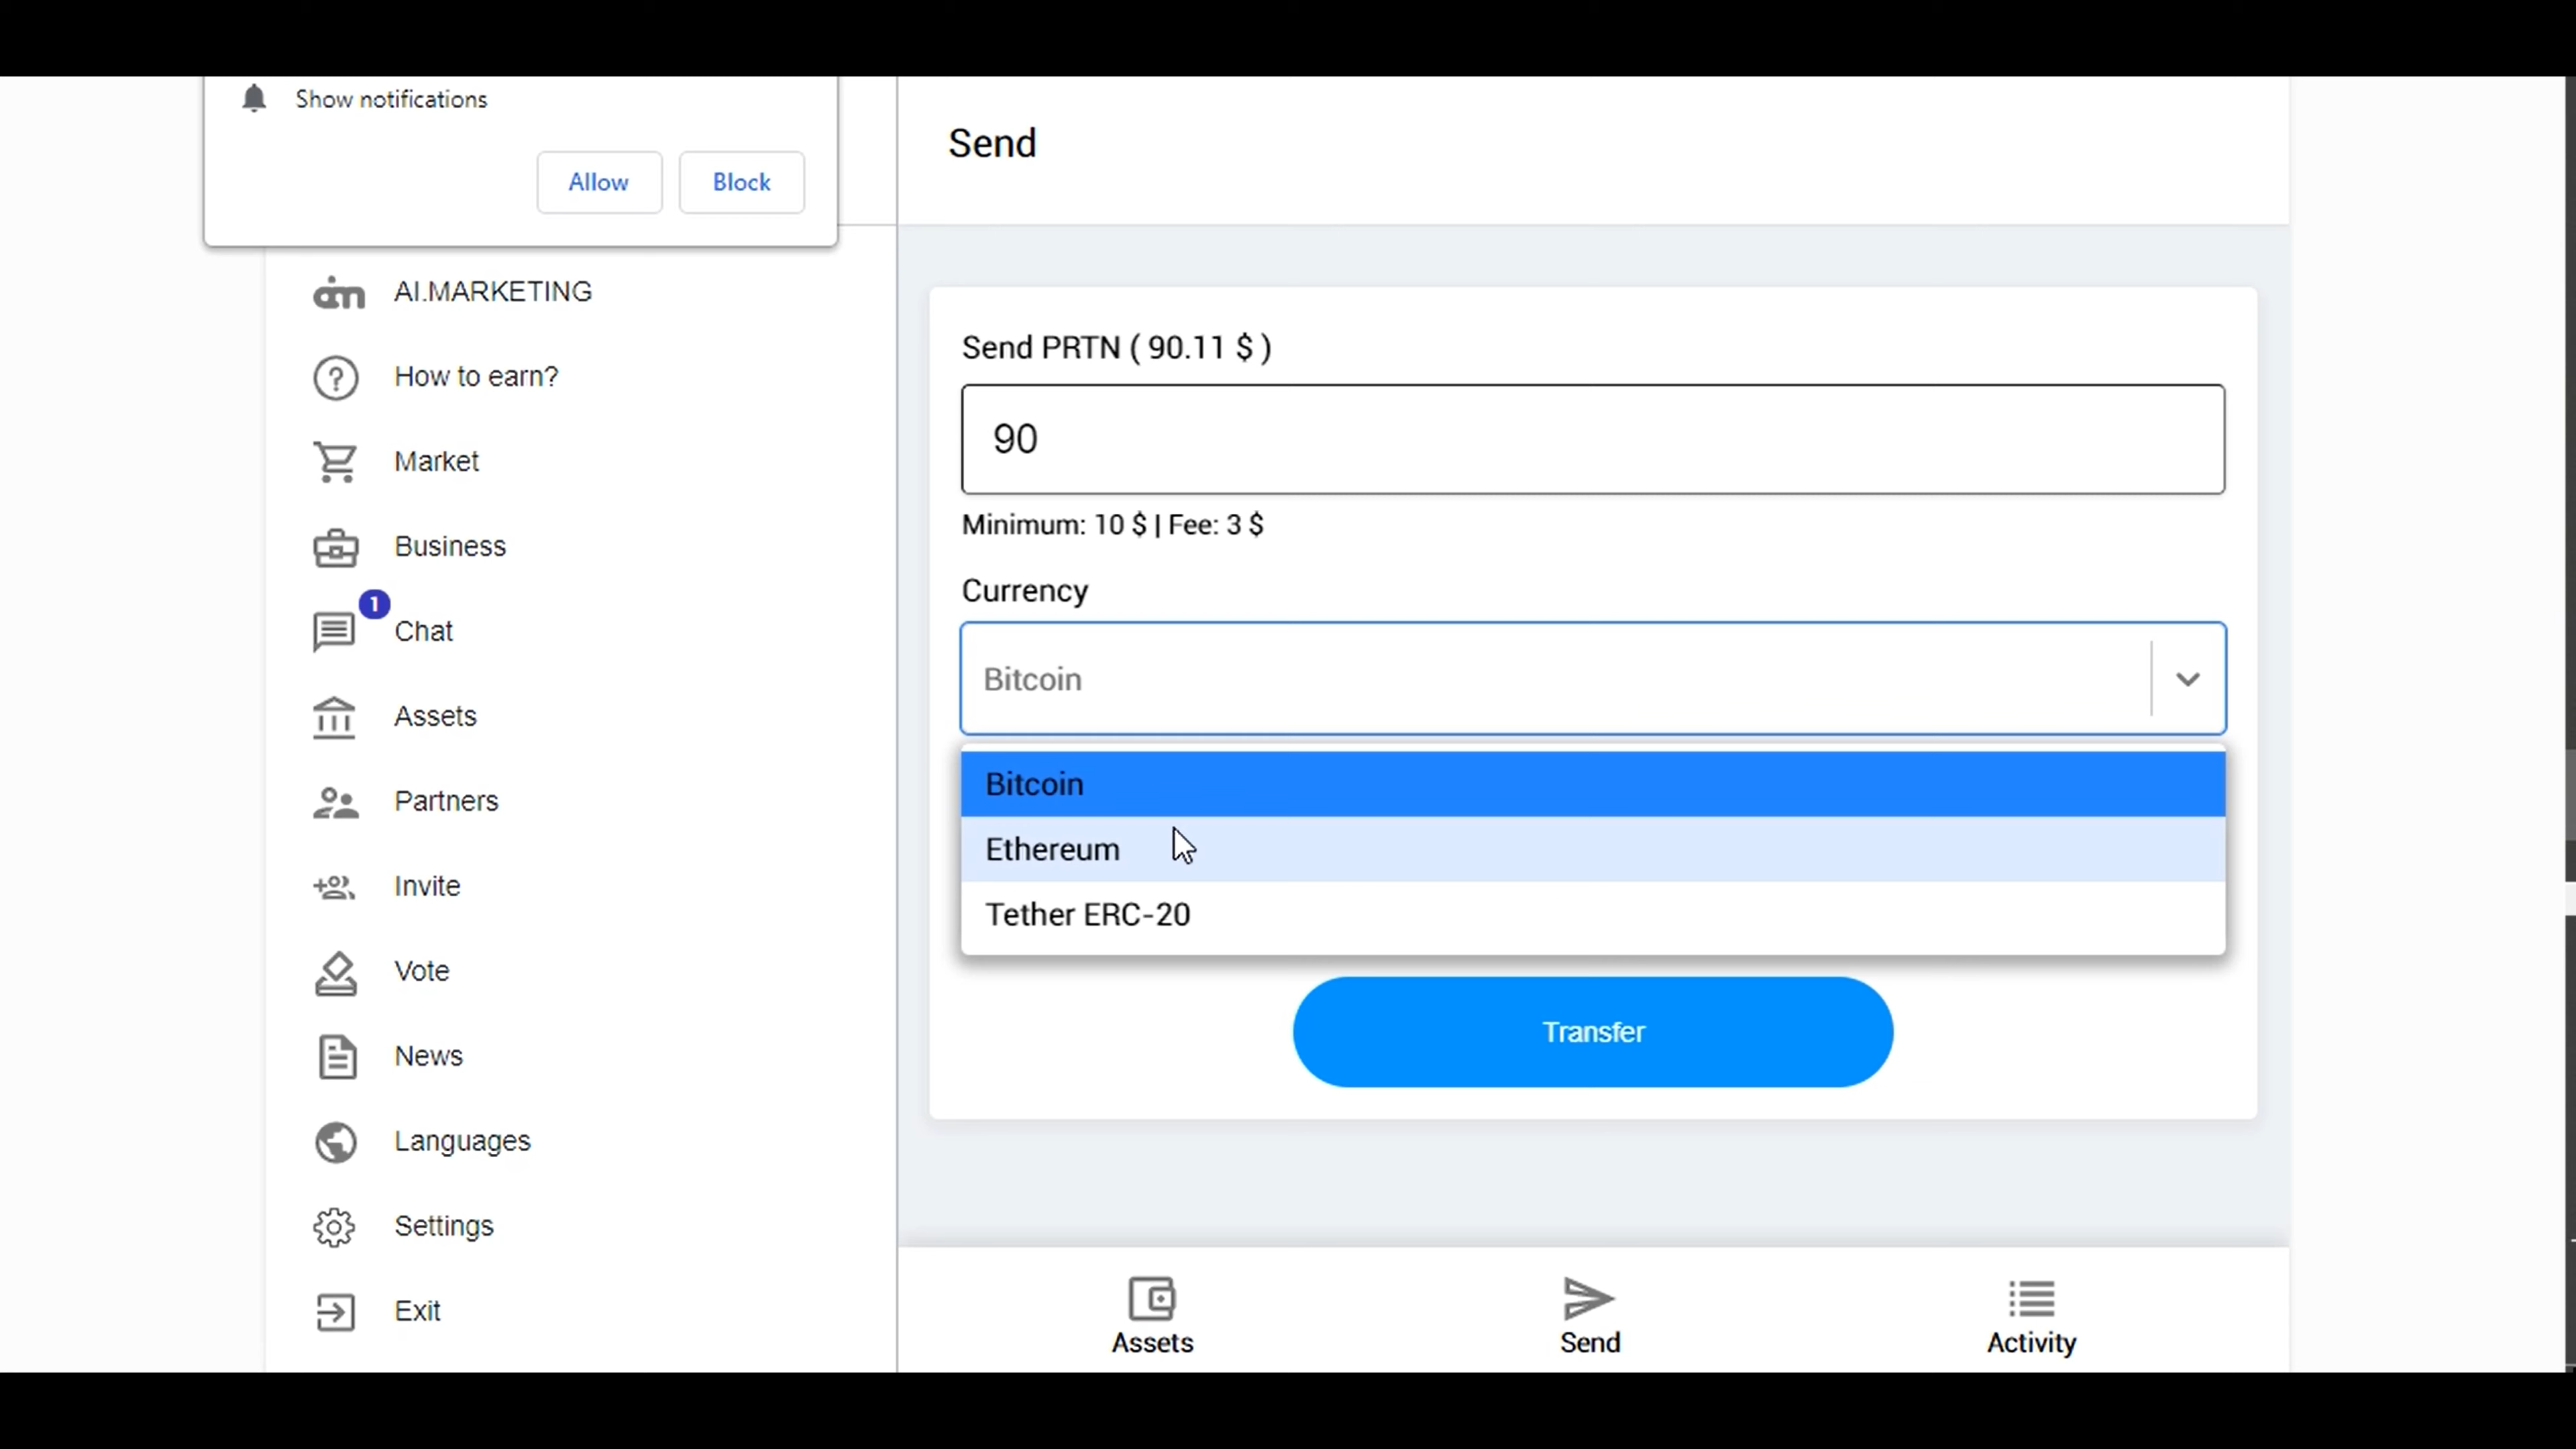 Show notifications
Allow
Block
am
AI.MARKETING
How to earn?
Market
Business
1
Chat
Assets
Partners
Invite
Vote
News
Languages
Settings
Exit
Send
Send PRTN ( 90.11 $ )
90
Minimum: 10 $ | Fee: 3 $
Currency
Bitcoin
Bitcoin
Ethereum
Tether ERC-20
Transfer
Assets
Send
Activity